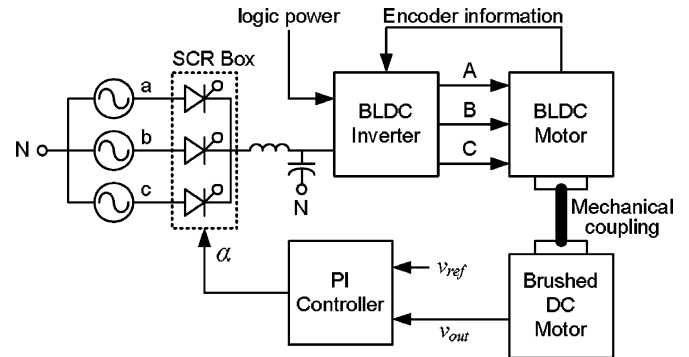 logic power
Encoder information
SCR Box
a
b
c
N
N
BLDC
Inverter
A
B
C
BLDC
Motor
Mechanical
coupling
α
PI
Controller
v_ref
v_out
Brushed
DC
Motor